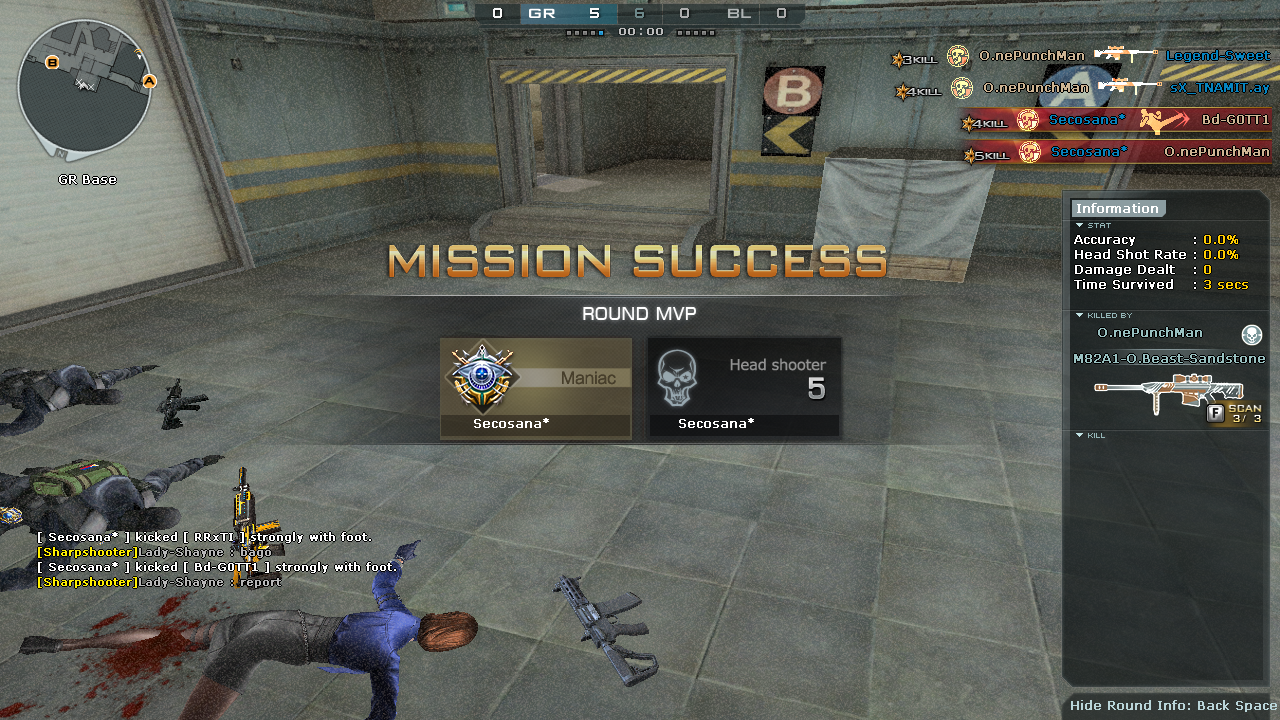 0 GR 5 6 0 BL 0
00:00
B
A
N
GR Base
3KILL O.nePunchMan Legend-Sweet
4KILL O.nePunchMan sX_TNAMIT.ay
4KILL Secosana* Bd-G0TT1
5KILL Secosana* O.nePunchMan
B
A
MISSION SUCCESS
ROUND MVP
Maniac
Secosana*
Head shooter
5
Secosana*
Information
STAT
Accuracy : 0.0%
Head Shot Rate : 0.0%
Damage Dealt : 0
Time Survived : 3 secs
KILLED BY
O.nePunchMan
M82A1-O.Beast-Sandstone
F SCAN
3/ 3
KILL
[ Secosana* ] kicked [ RRxTI ] strongly with foot.
[Sharpshooter]Lady-Shayne : bago
[ Secosana* ] kicked [ Bd-G0TT1 ] strongly with foot.
[Sharpshooter]Lady-Shayne : report
Hide Round Info: Back Space